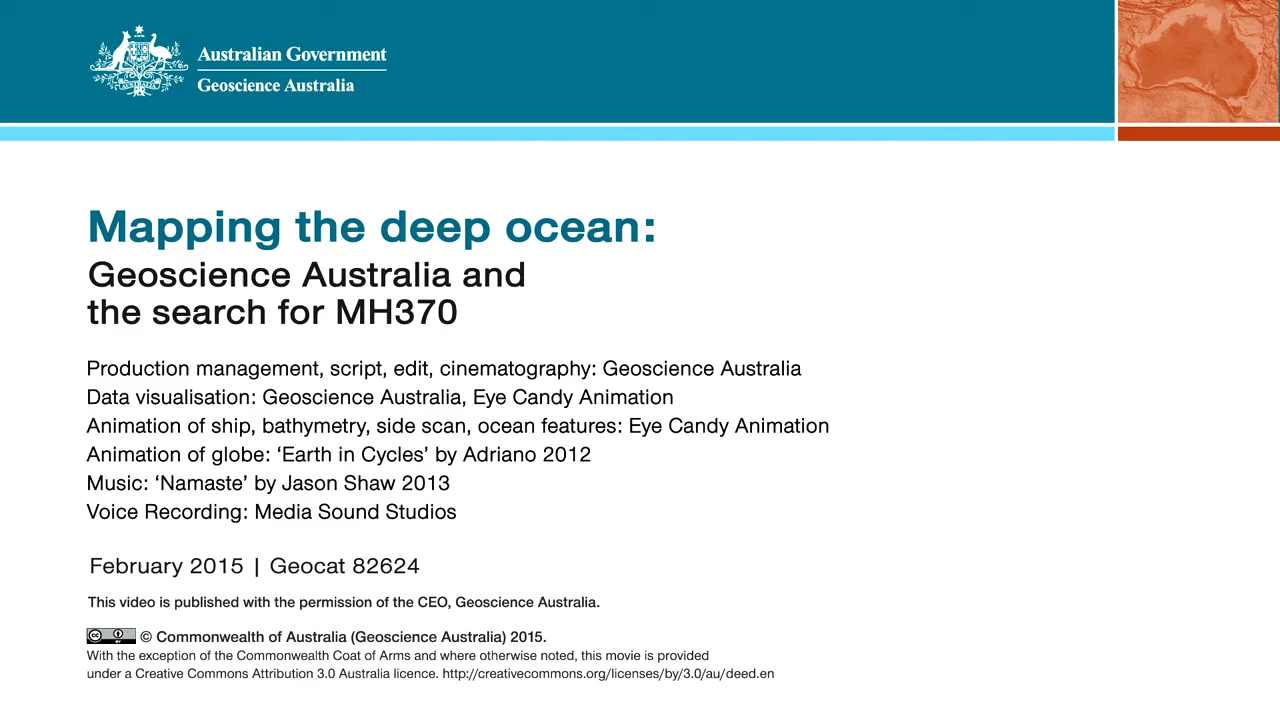 Australian Government
Geoscience Australia
Mapping the deep ocean:
Geoscience Australia and
the search for MH370
Production management, script, edit, cinematography: Geoscience Australia
Data visualisation: Geoscience Australia, Eye Candy Animation
Animation of ship, bathymetry, side scan, ocean features: Eye Candy Animation
Animation of globe: ‘Earth in Cycles’ by Adriano 2012
Music: ‘Namaste’ by Jason Shaw 2013
Voice Recording: Media Sound Studios
February 2015 | Geocat 82624
This video is published with the permission of the CEO, Geoscience Australia.
cc BY © Commonwealth of Australia (Geoscience Australia) 2015.
With the exception of the Commonwealth Coat of Arms and where otherwise noted, this movie is provided
under a Creative Commons Attribution 3.0 Australia licence. http://creativecommons.org/licenses/by/3.0/au/deed.en